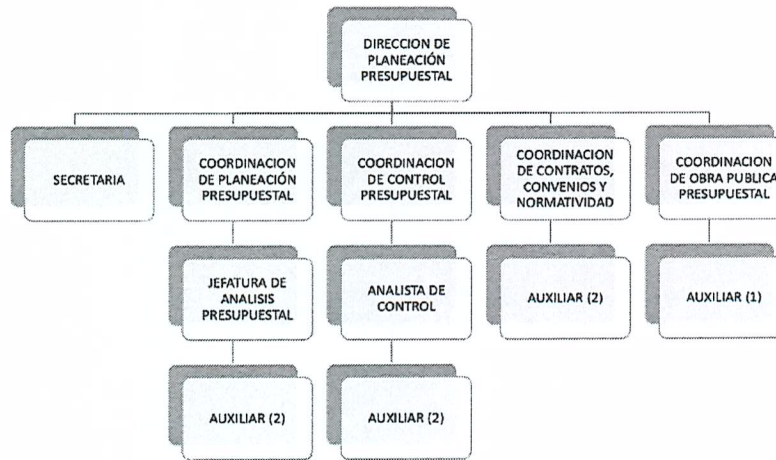 DIRECCION DE
PLANEACIÓN
PRESUPUESTAL
SECRETARIA
COORDINACION
DE PLANEACIÓN
PRESUPUESTAL
COORDINACION
DE CONTROL
PRESUPUESTAL
COORDINACION
DE CONTRATOS,
CONVENIOS Y
NORMATIVIDAD
COORDINACION
DE OBRA PUBLICA
PRESUPUESTAL
JEFATURA DE
ANALISIS
PRESUPUESTAL
ANALISTA DE
CONTROL
AUXILIAR (2)
AUXILIAR (1)
AUXILIAR (2)
AUXILIAR (2)